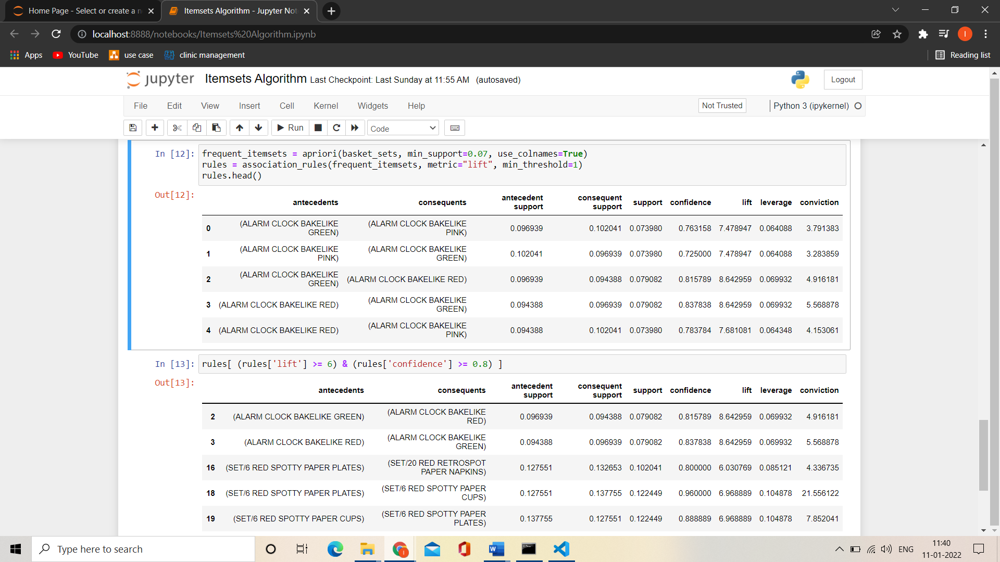 Home Page - Select or create a n
Itemsets Algorithm - Jupyter Not
localhost:8888/notebooks/Itemsets%20Algorithm.ipynb
I
Apps YouTube use case clinic management Reading list
jupyter Itemsets Algorithm Last Checkpoint: Last Sunday at 11:55 AM (autosaved) Logout
File Edit View Insert Cell Kernel Widgets Help Not Trusted Python 3 (ipykernel)
Run Code
In [12]: frequent_itemsets = apriori(basket_sets, min_support=0.07, use_colnames=True)
rules = association_rules(frequent_itemsets, metric="lift", min_threshold=1)
rules.head()
Out[12]:
antecedents consequents antecedent support consequent support support confidence lift leverage conviction
0 (ALARM CLOCK BAKELIKE GREEN) (ALARM CLOCK BAKELIKE PINK) 0.096939 0.102041 0.073980 0.763158 7.478947 0.064088 3.791383
1 (ALARM CLOCK BAKELIKE PINK) (ALARM CLOCK BAKELIKE GREEN) 0.102041 0.096939 0.073980 0.725000 7.478947 0.064088 3.283859
2 (ALARM CLOCK BAKELIKE GREEN) (ALARM CLOCK BAKELIKE RED) 0.096939 0.094388 0.079082 0.815789 8.642959 0.069932 4.916181
3 (ALARM CLOCK BAKELIKE RED) (ALARM CLOCK BAKELIKE GREEN) 0.094388 0.096939 0.079082 0.837838 8.642959 0.069932 5.568878
4 (ALARM CLOCK BAKELIKE RED) (ALARM CLOCK BAKELIKE PINK) 0.094388 0.102041 0.073980 0.783784 7.681081 0.064348 4.153061
In [13]: rules[ (rules['lift'] >= 6) & (rules['confidence'] >= 0.8) ]
Out[13]:
antecedents consequents antecedent support consequent support support confidence lift leverage conviction
2 (ALARM CLOCK BAKELIKE GREEN) (ALARM CLOCK BAKELIKE RED) 0.096939 0.094388 0.079082 0.815789 8.642959 0.069932 4.916181
3 (ALARM CLOCK BAKELIKE RED) (ALARM CLOCK BAKELIKE GREEN) 0.094388 0.096939 0.079082 0.837838 8.642959 0.069932 5.568878
16 (SET/6 RED SPOTTY PAPER PLATES) (SET/20 RED RETROSPOT PAPER NAPKINS) 0.127551 0.132653 0.102041 0.800000 6.030769 0.085121 4.336735
18 (SET/6 RED SPOTTY PAPER PLATES) (SET/6 RED SPOTTY PAPER CUPS) 0.127551 0.137755 0.122449 0.960000 6.968889 0.104878 21.556122
19 (SET/6 RED SPOTTY PAPER CUPS) (SET/6 RED SPOTTY PAPER PLATES) 0.137755 0.127551 0.122449 0.888889 6.968889 0.104878 7.852041
Type here to search ENG 11:40
11-01-2022